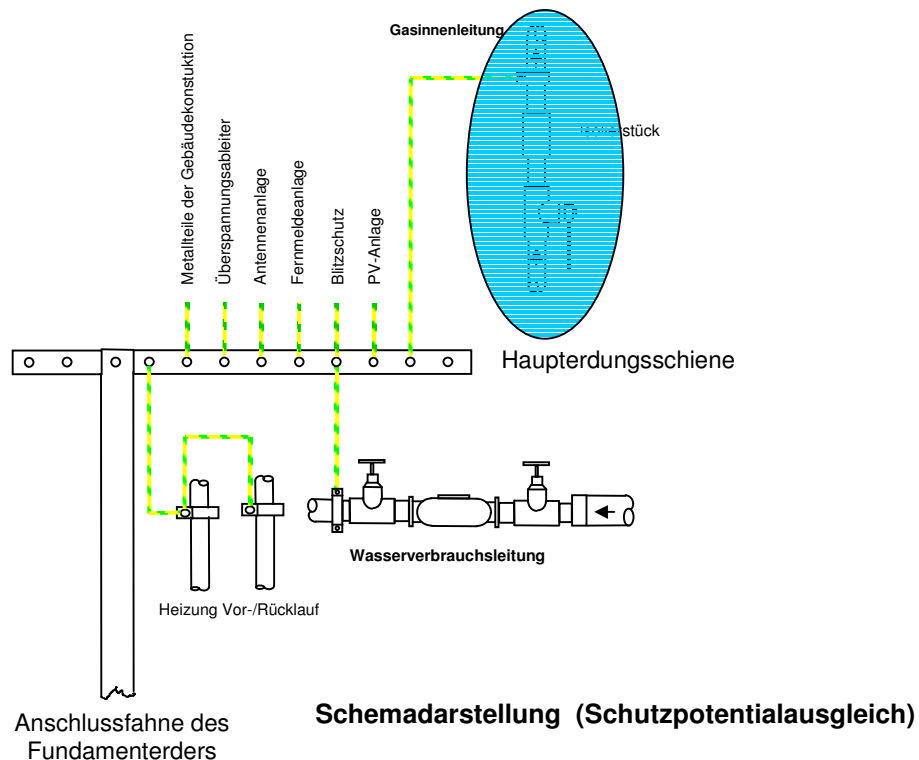 Gasinnenleitung
Metallteile der Gebäudekonstuktion
Überspannungsableiter
Antennenanlage
Fernmeldeanlage
Blitzschutz
PV-Anlage
Haupterdungsschiene
Wasserverbrauchsleitung
Heizung Vor-/Rücklauf
Anschlussfahne des
Fundamenterders
Schemadarstellung (Schutzpotentialausgleich)